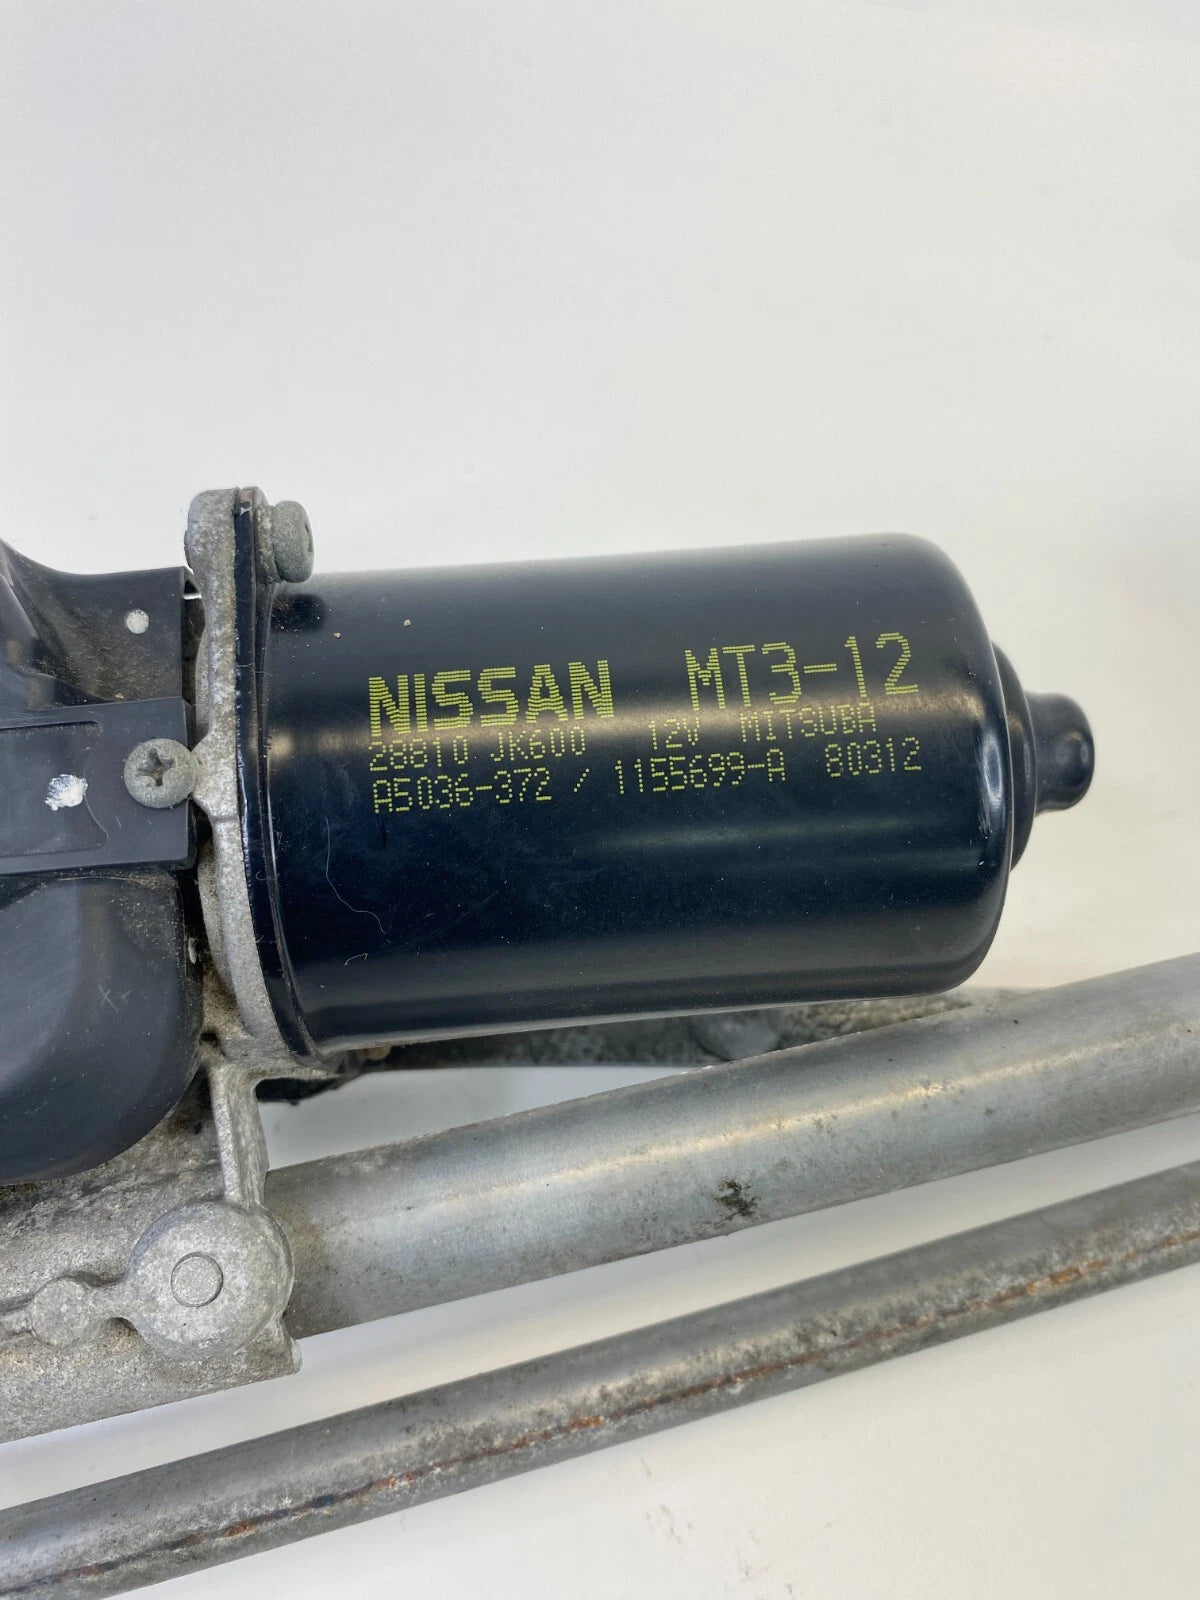 NISSAN MT3-12
28810 JK600 12V MITSUBA
A5036-372 / 1155699-A 80312